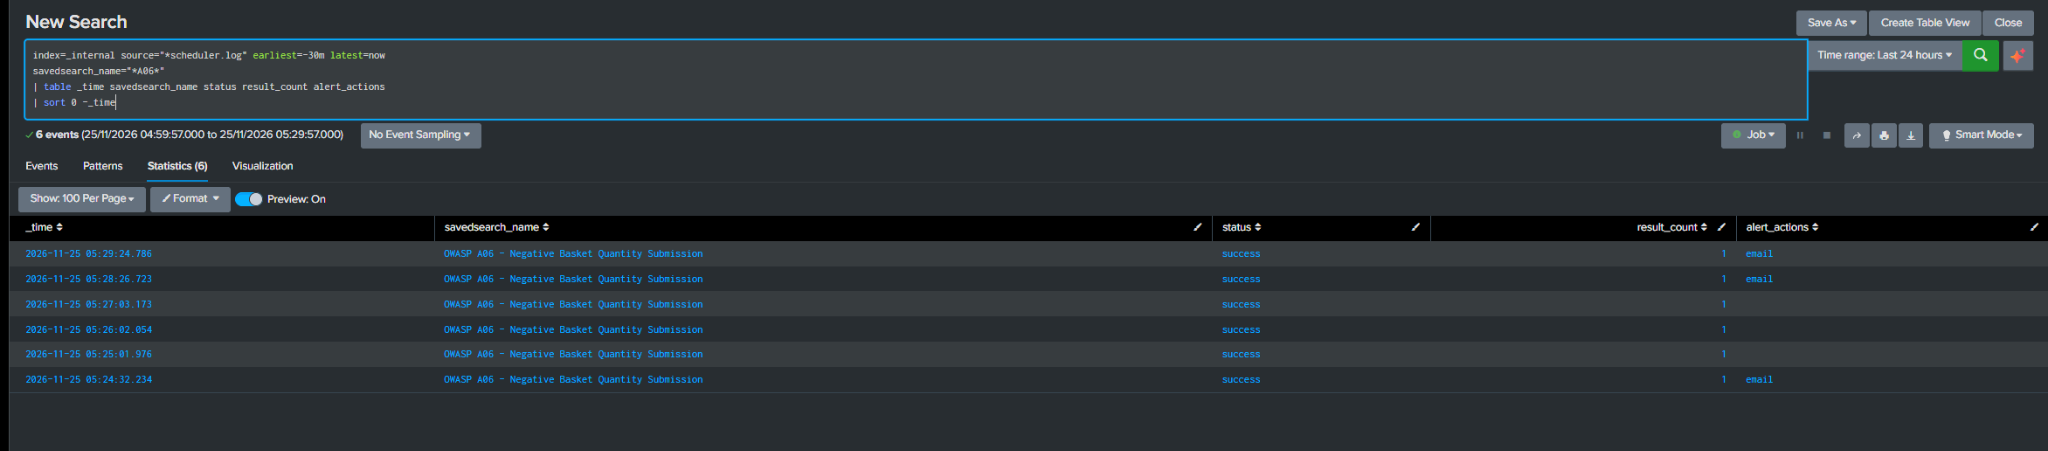 New Search
Save As
Create Table View
Close
index=_internal source="*scheduler.log" earliest=-30m latest=now
savedsearch_name="*A06*"
| table _time savedsearch_name status result_count alert_actions
| sort 0 -_time
Time range: Last 24 hours
6 events (25/11/2026 04:59:57.000 to 25/11/2026 05:29:57.000)
No Event Sampling
Job
Smart Mode
Events
Patterns
Statistics (6)
Visualization
Show: 100 Per Page
Format
Preview: On
_time savedsearch_name status result_count alert_actions
2026-11-25 05:29:24.786 OWASP A06 - Negative Basket Quantity Submission success 1 email
2026-11-25 05:28:26.723 OWASP A06 - Negative Basket Quantity Submission success 1 email
2026-11-25 05:27:03.173 OWASP A06 - Negative Basket Quantity Submission success 1
2026-11-25 05:26:02.054 OWASP A06 - Negative Basket Quantity Submission success 1
2026-11-25 05:25:01.976 OWASP A06 - Negative Basket Quantity Submission success 1
2026-11-25 05:24:32.234 OWASP A06 - Negative Basket Quantity Submission success 1 email